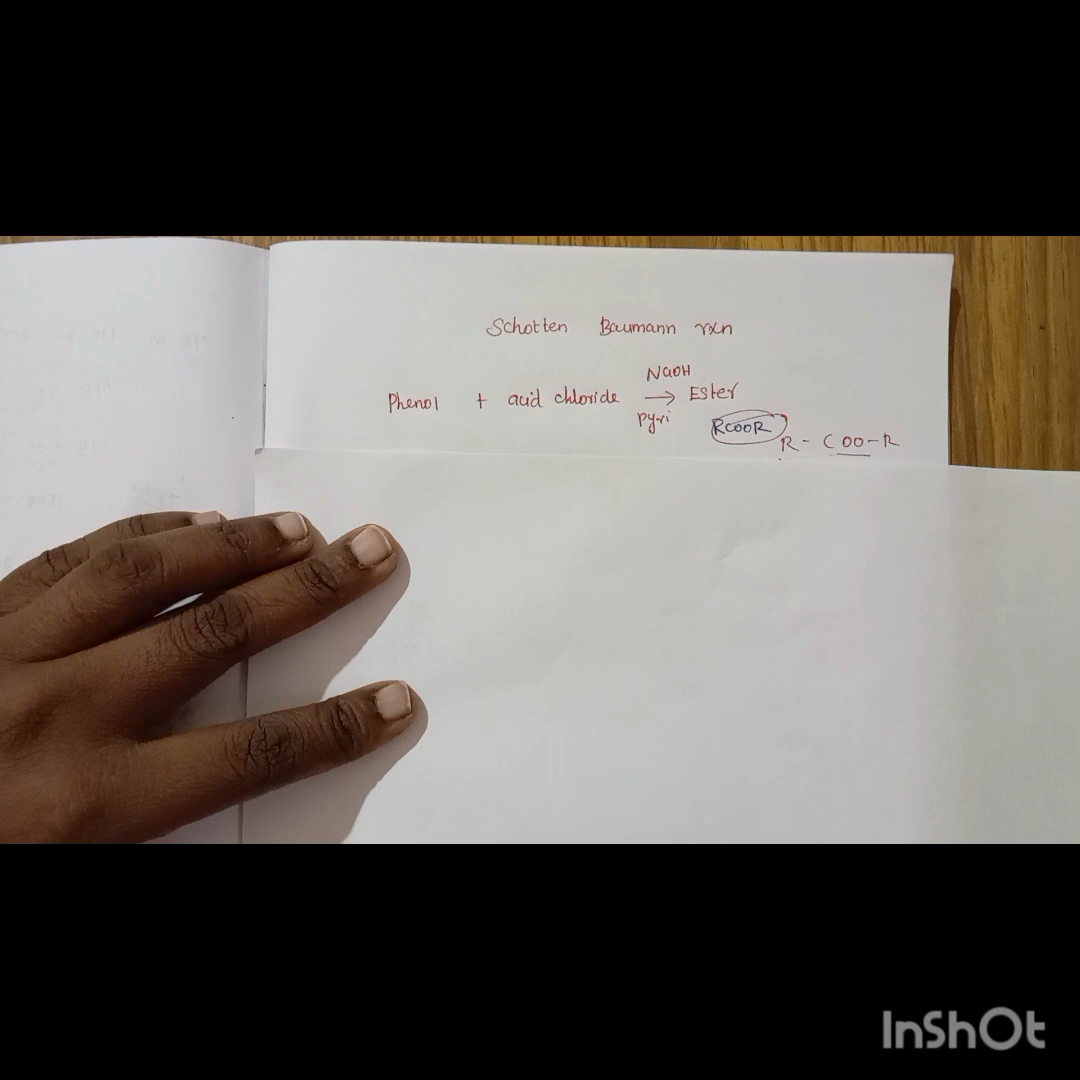 Schotten Baumann rxn
NaOH
Phenol + acid chloride → Ester
pyri
RCOOR
R - COO-R
InShOt